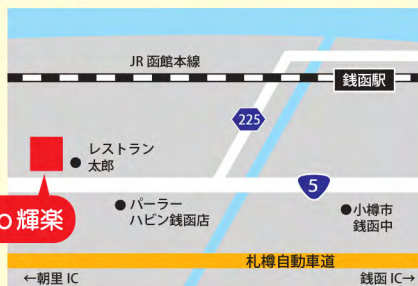 JR 函館本線
銭函駅
225
レストラン
太郎
5
輝楽
パーラー
ハビン銭函店
小樽市
銭函中
札樽自動車道
←朝里 IC
銭函 IC→